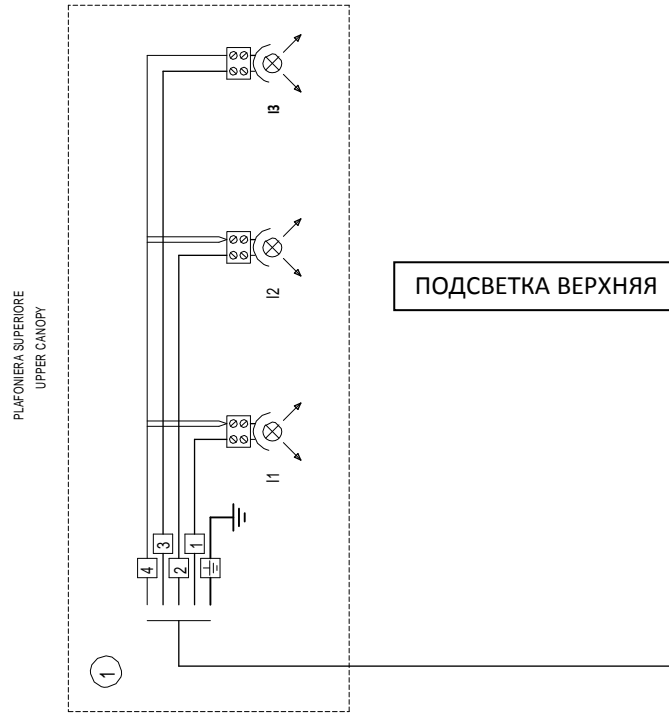 PLAFONIERA SUPERIORE
UPPER CANOPY
I3
I2
I1
ПОДСВЕТКА ВЕРХНЯЯ
3
1
4
2
1